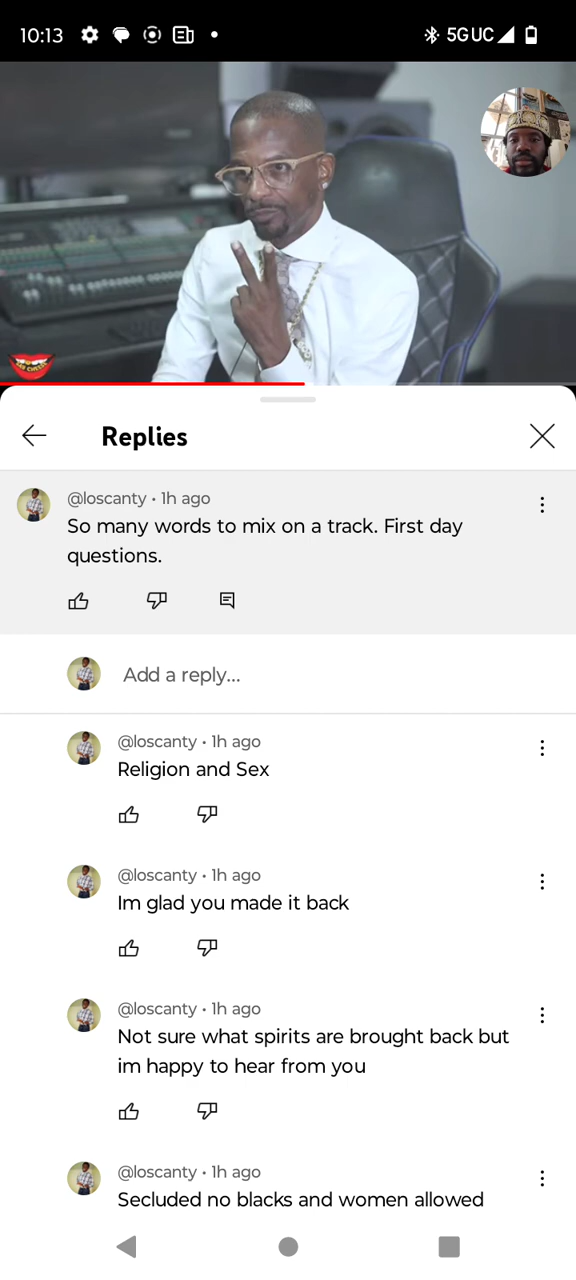 10:13 5G UC
Replies
@loscanty • 1h ago
So many words to mix on a track. First day
questions.
Add a reply...
@loscanty • 1h ago
Religion and Sex
@loscanty • 1h ago
Im glad you made it back
@loscanty • 1h ago
Not sure what spirits are brought back but
im happy to hear from you
@loscanty • 1h ago
Secluded no blacks and women allowed